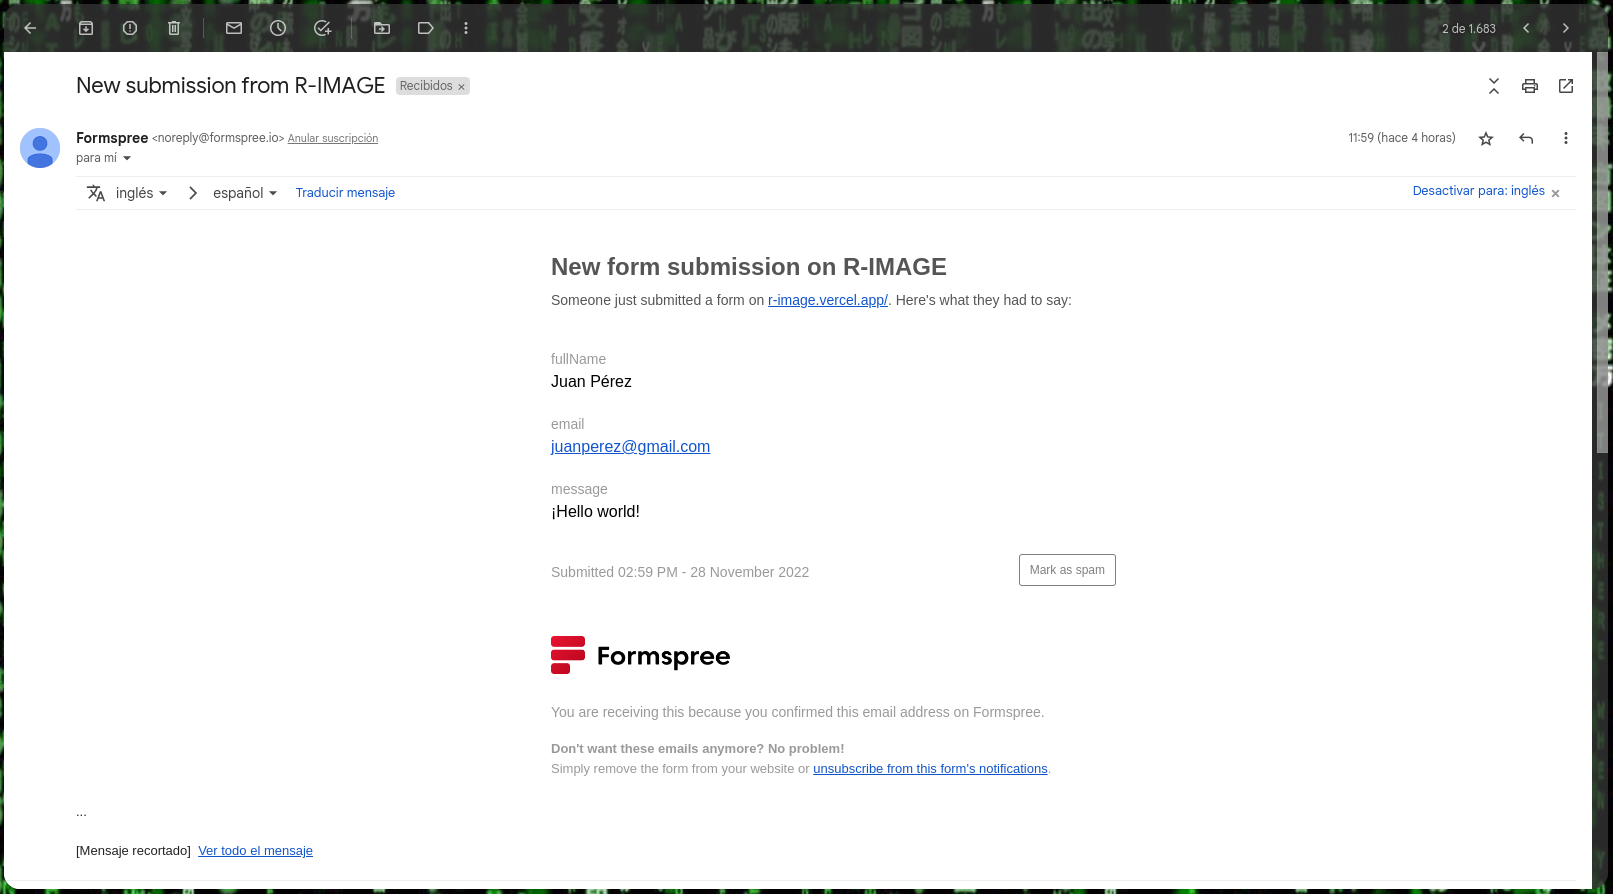 2 de 1.683
New submission from R-IMAGE Recibidos ×
Formspree <noreply@formspree.io> Anular suscripción
11:59 (hace 4 horas)
para mí
inglés español Traducir mensaje
Desactivar para: inglés ×
New form submission on R-IMAGE
Someone just submitted a form on r-image.vercel.app/. Here's what they had to say:
fullName
Juan Pérez
email
juanperez@gmail.com
message
¡Hello world!
Submitted 02:59 PM - 28 November 2022
Mark as spam
Formspree
You are receiving this because you confirmed this email address on Formspree.
Don't want these emails anymore? No problem!
Simply remove the form from your website or unsubscribe from this form's notifications.
...
[Mensaje recortado] Ver todo el mensaje